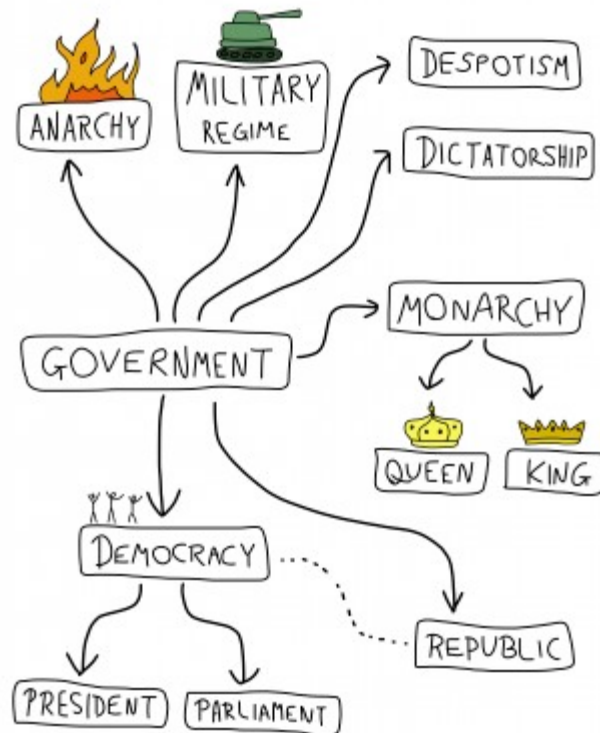 ANARCHY
MILITARY
REGIME
DESPOTISM
DICTATORSHIP
MONARCHY
GOVERNMENT
QUEEN
KING
DEMOCRACY
REPUBLIC
PRESIDENT
PARLIAMENT